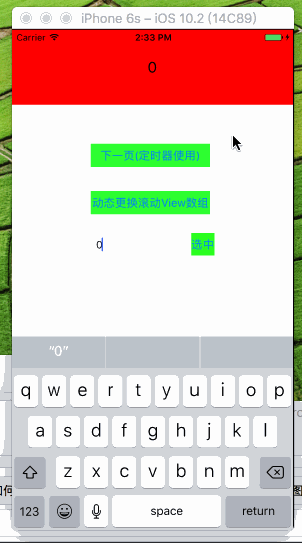 iPhone 6s – iOS 10.2 (14C89)
Carrier 2:33 PM
0
下一页(定时器使用)
动态更换滚动View数组
0 选中
“0”
q w e r t y u i o p
a s d f g h j k l
z x c v b n m
123 space return